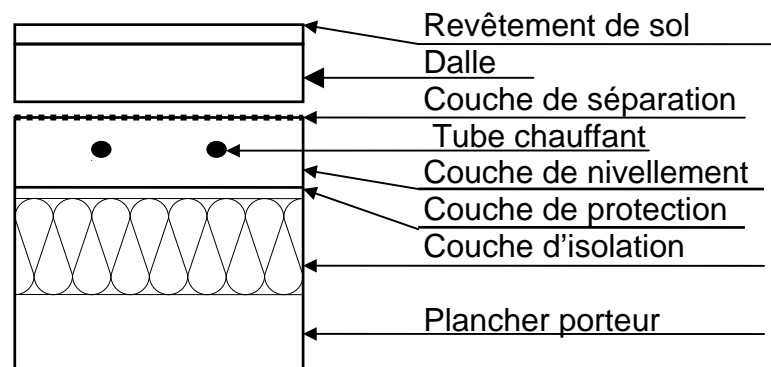 Revêtement de sol
Dalle
Couche de séparation
Tube chauffant
Couche de nivellement
Couche de protection
Couche d'isolation
Plancher porteur